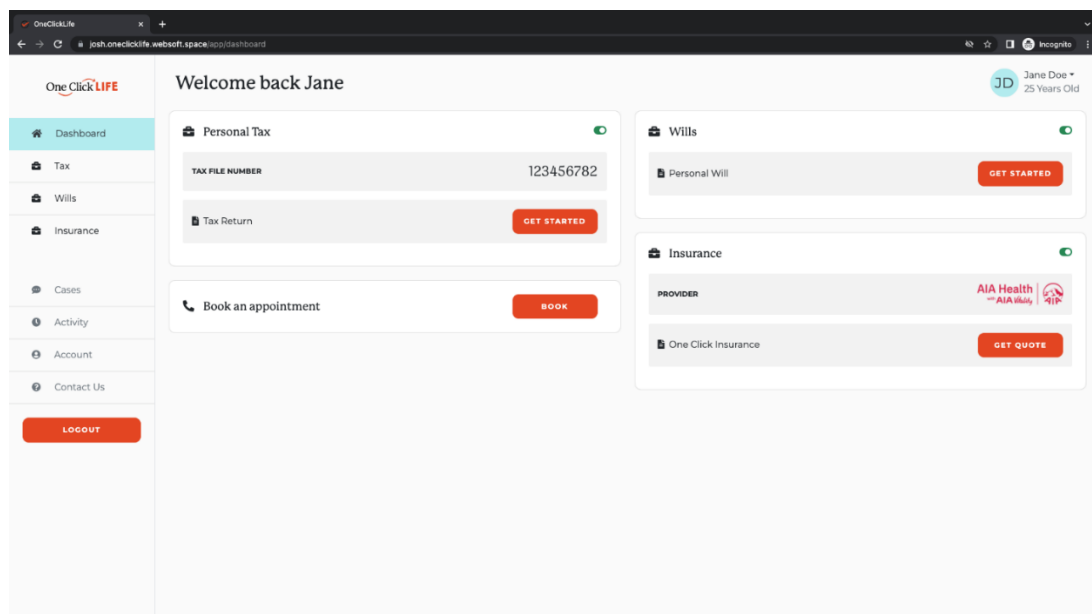 OneClickLife
josh.oneclicklife.websoft.space/app/dashboard
Incognito
One Click LIFE
Welcome back Jane
JD
Jane Doe
25 Years Old
Dashboard
Tax
Wills
Insurance
Cases
Activity
Account
Contact Us
LOGOUT
Personal Tax
TAX FILE NUMBER 123456782
Tax Return GET STARTED
Book an appointment BOOK
Wills
Personal Will GET STARTED
Insurance
PROVIDER
AIA Health
with AIA Vitality
AIA
One Click Insurance GET QUOTE